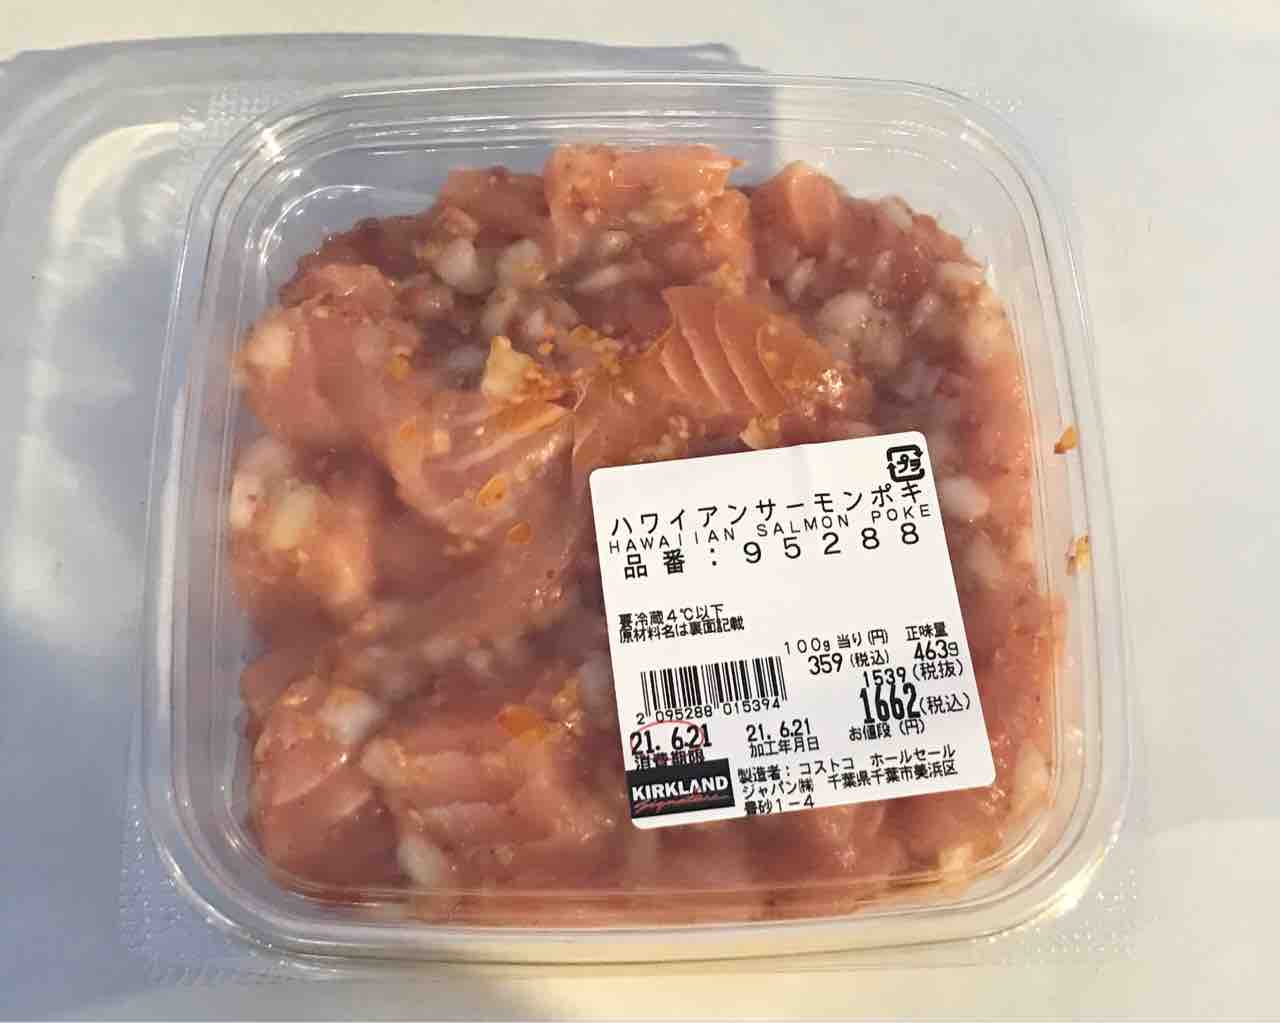 プラ
ハワイアンサーモンポキ
HAWAIIAN SALMON POKE
品番:95288
要冷蔵4℃以下
原材料名は裏面記載
100g当り(円) 正味量
359(税込) 463g
1539(税抜)
1662(税込)
お値段(円)
2 095288 015394
21. 6.21 21. 6.21
消費期限 加工年月日
KIRKLAND
Signature
製造者:コストコ ホールセール
ジャパン㈱ 千葉県千葉市美浜区
豊砂1-4